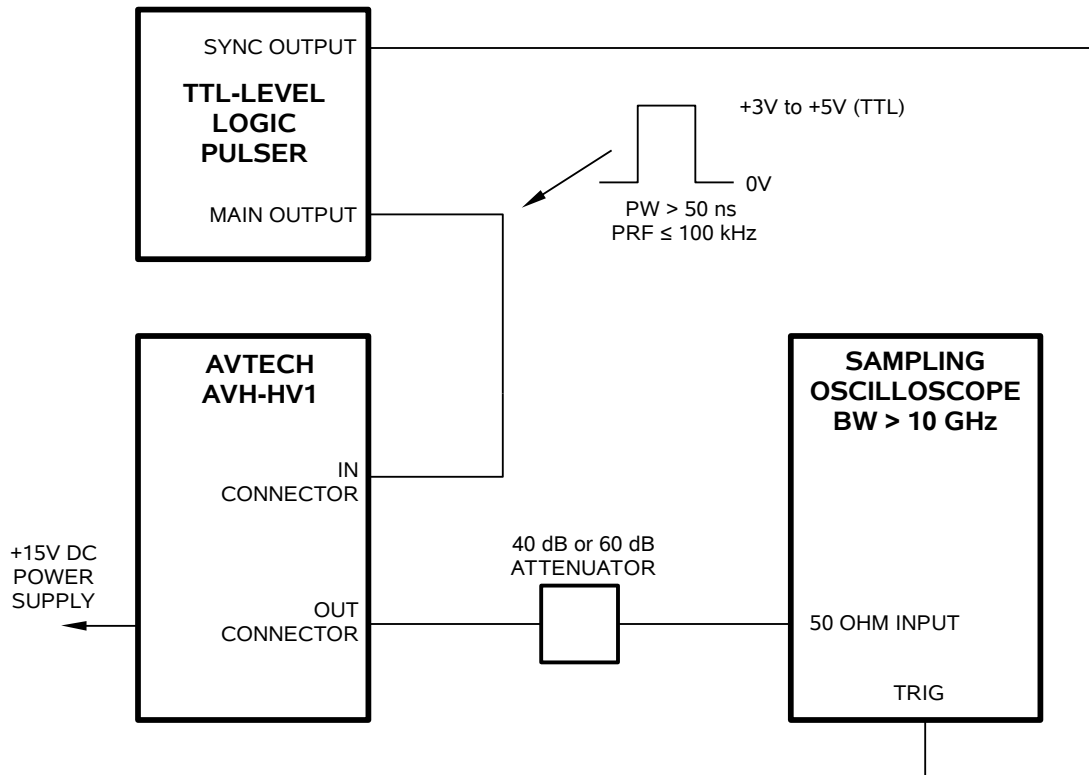 SYNC OUTPUT
TTL-LEVEL
LOGIC
PULSER
MAIN OUTPUT
+3V to +5V (TTL)
0V
PW > 50 ns
PRF ≤ 100 kHz
AVTECH
AVH-HV1
IN
CONNECTOR
OUT
CONNECTOR
+15V DC
POWER
SUPPLY
40 dB or 60 dB
ATTENUATOR
SAMPLING
OSCILLOSCOPE
BW > 10 GHz
50 OHM INPUT
TRIG